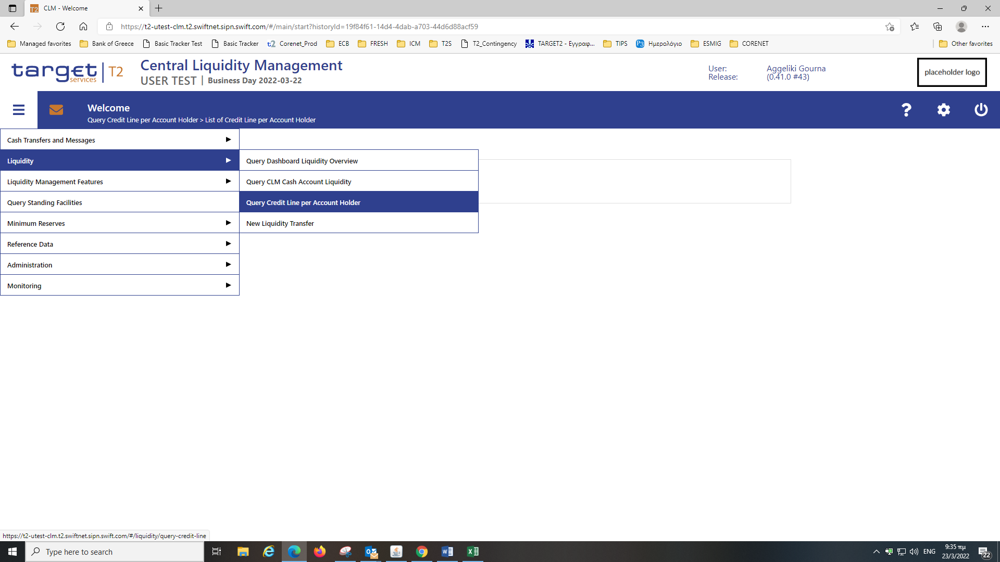 CLM - Welcome
https://t2-utest-clm.t2.swiftnet.sipn.swift.com/#/main/start?historyId=19f84f61-14d4-4dab-a703-44d6d88acf59
Managed favorites
Bank of Greece
Basic Tracker Test
Basic Tracker
Corenet_Prod
ECB
FRESH
ICM
T2S
T2_Contingency
TARGET2 - Εγγραφ...
TIPS
Ημερολόγιο
ESMIG
CORENET
Other favorites
target services | T2
Central Liquidity Management
USER TEST | Business Day 2022-03-22
User: Aggeliki Gourna
Release: (0.41.0 #43)
placeholder logo
Welcome
Query Credit Line per Account Holder > List of Credit Line per Account Holder
Cash Transfers and Messages
Liquidity
Liquidity Management Features
Query Standing Facilities
Minimum Reserves
Reference Data
Administration
Monitoring
Query Dashboard Liquidity Overview
Query CLM Cash Account Liquidity
Query Credit Line per Account Holder
New Liquidity Transfer
https://t2-utest-clm.t2.swiftnet.sipn.swift.com/#/liquidity/query-credit-line
Type here to search
ENG
9:35 πμ
23/3/2022
22